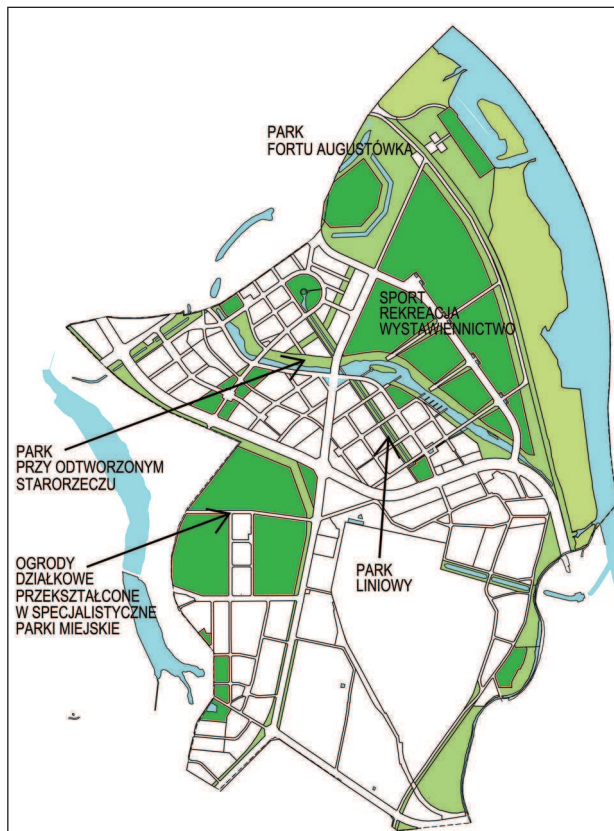 PARK
FORTU AUGUSTÓWKA
SPORT
REKREACJA
WYSTAWIENNICTWO
PARK
PRZY ODTWORZONYM
STARORZECZU
OGRODY
DZIAŁKOWE
PRZEKSZTAŁCONE
W SPECJALISTYCZNE
PARKI MIEJSKIE
PARK
LINIOWY